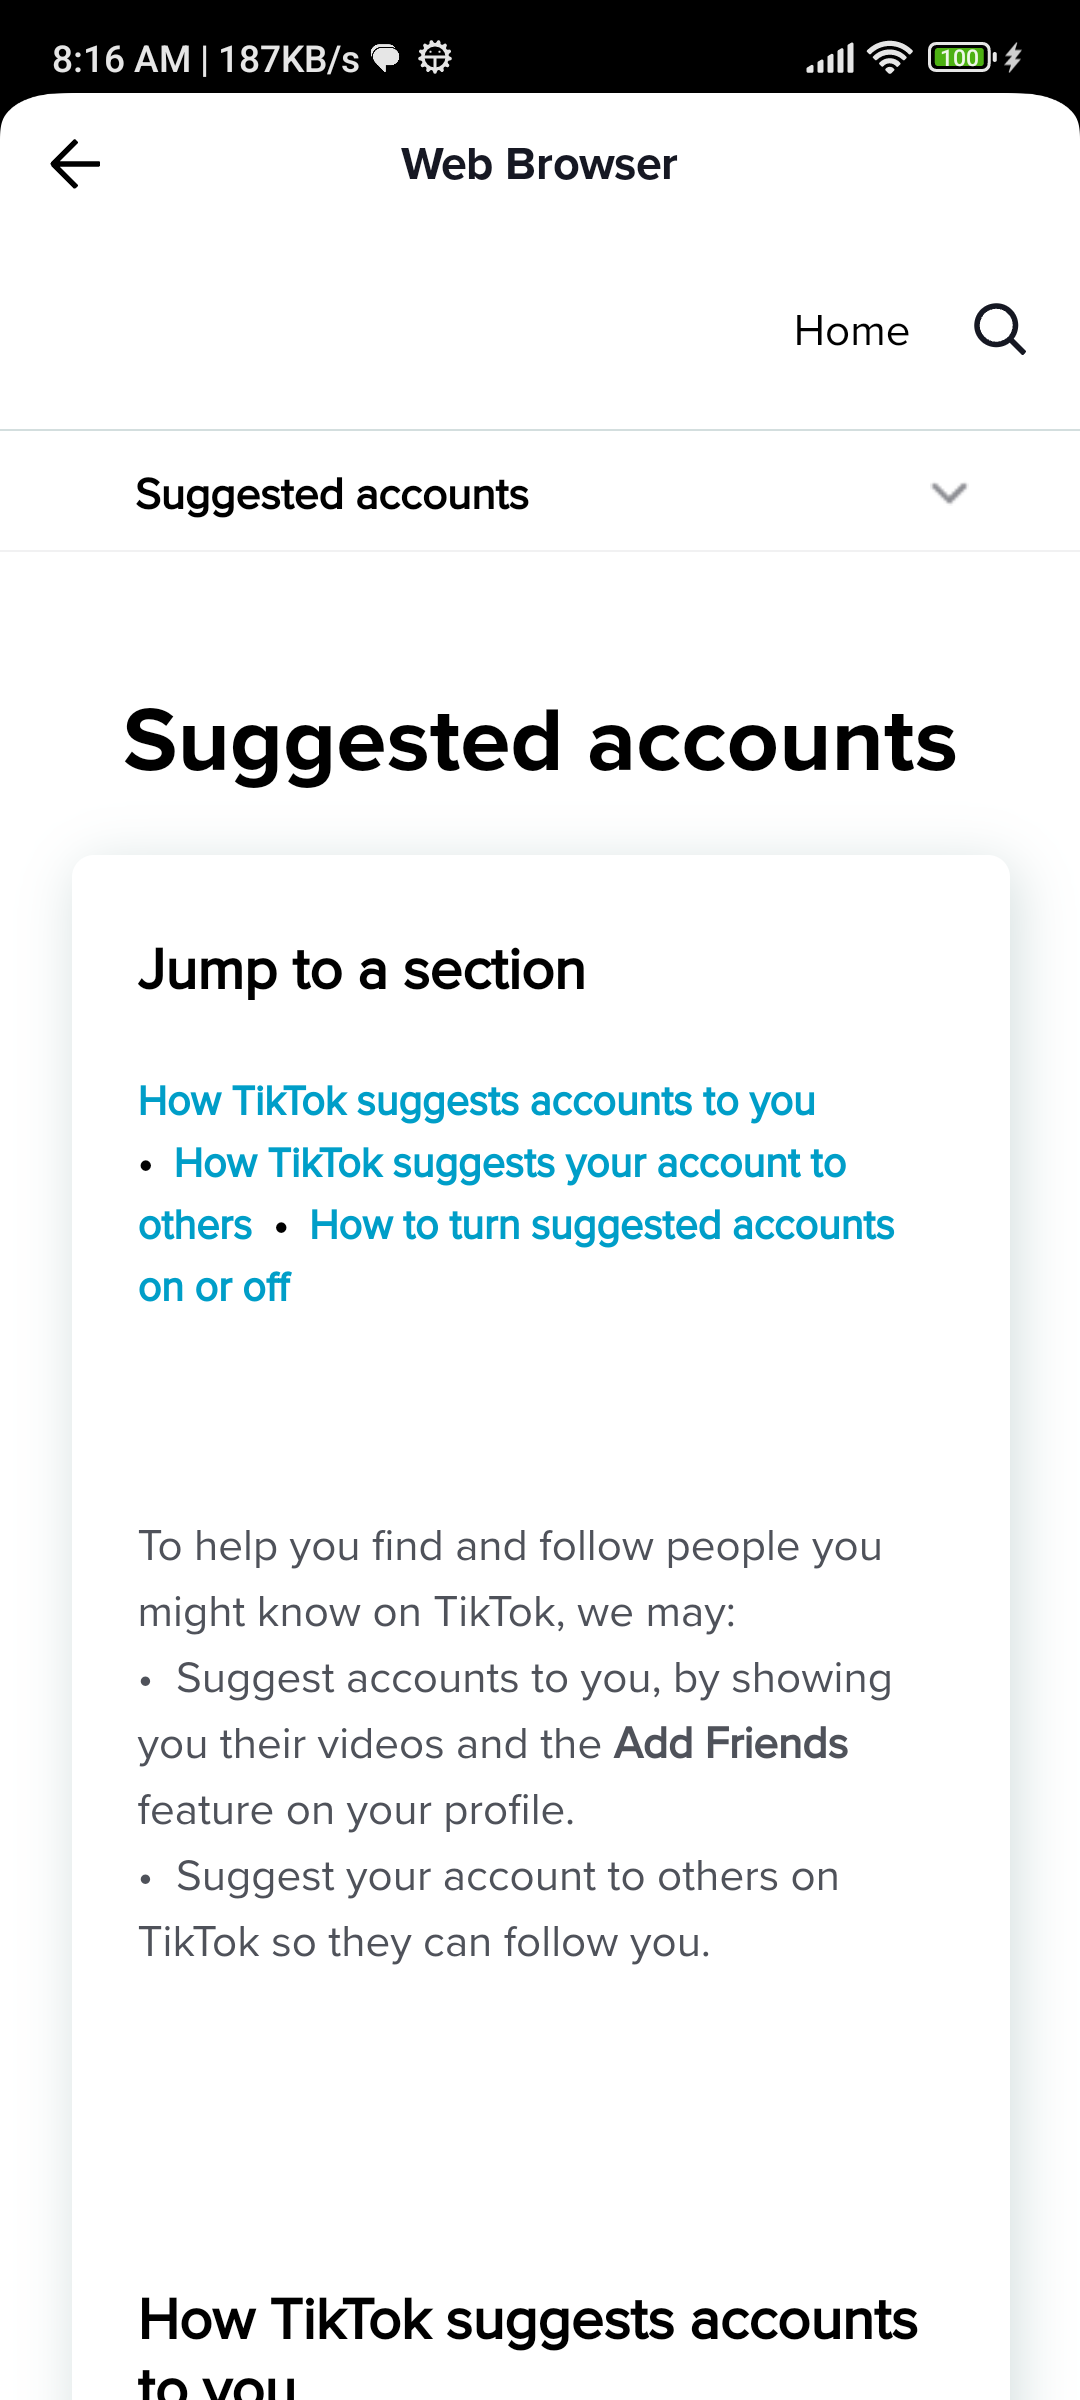 8:16 AM | 187KB/s
100
Web Browser
Home
Suggested accounts
Suggested accounts
Jump to a section
How TikTok suggests accounts to you
• How TikTok suggests your account to
others • How to turn suggested accounts
on or off
To help you find and follow people you
might know on TikTok, we may:
• Suggest accounts to you, by showing
you their videos and the Add Friends
feature on your profile.
• Suggest your account to others on
TikTok so they can follow you.
How TikTok suggests accounts
to you